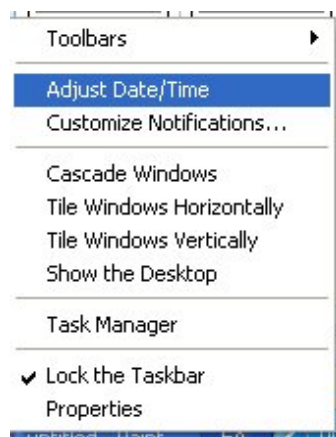 Toolbars
Adjust Date/Time
Customize Notifications...
Cascade Windows
Tile Windows Horizontally
Tile Windows Vertically
Show the Desktop
Task Manager
Lock the Taskbar
Properties